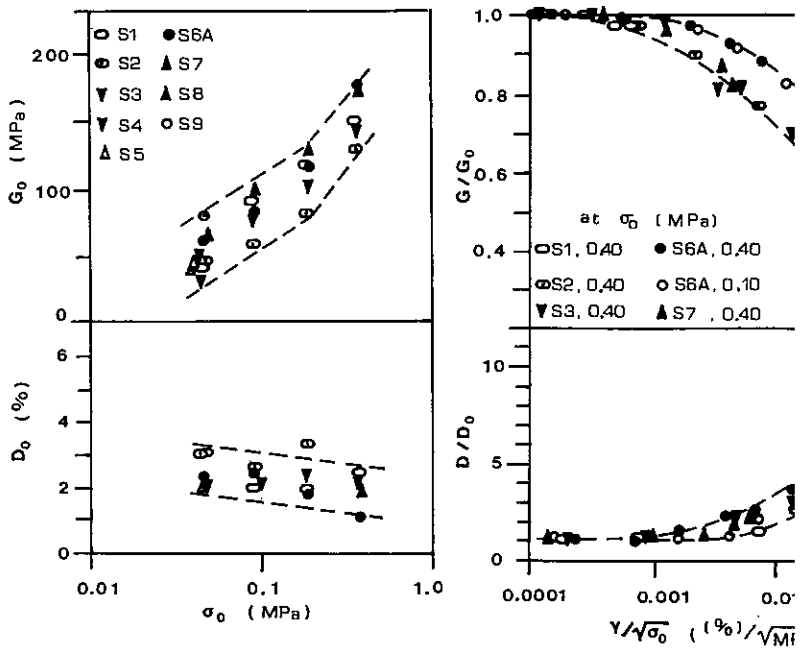 S1 S6A
S2 S7
S3 S8
S4 S9
S5
200
100
0
G₀ (MPa)
6
4
2
0
D₀ (%)
0.01 0.1 1.0
σ₀ (MPa)
1.0
0.8
0.6
0.4
G/G₀
at σ₀ (MPa)
S1, 0.40 S6A, 0.40
S2, 0.40 S6A, 0.10
S3, 0.40 S7, 0.40
10
5
0
D/D₀
0.0001 0.001 0.01
γ/√σ₀ ((%)/√MP